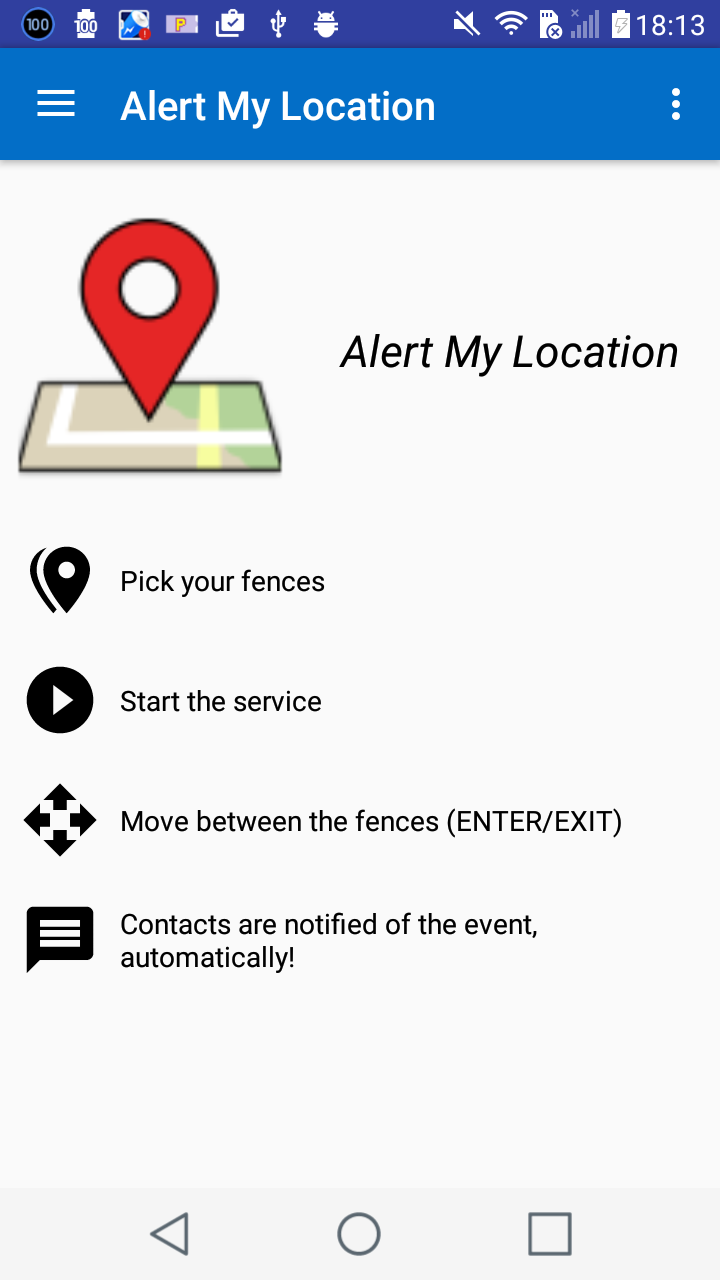 100
100
P
18:13
Alert My Location
Alert My Location
Pick your fences
Start the service
Move between the fences (ENTER/EXIT)
Contacts are notified of the event,
automatically!